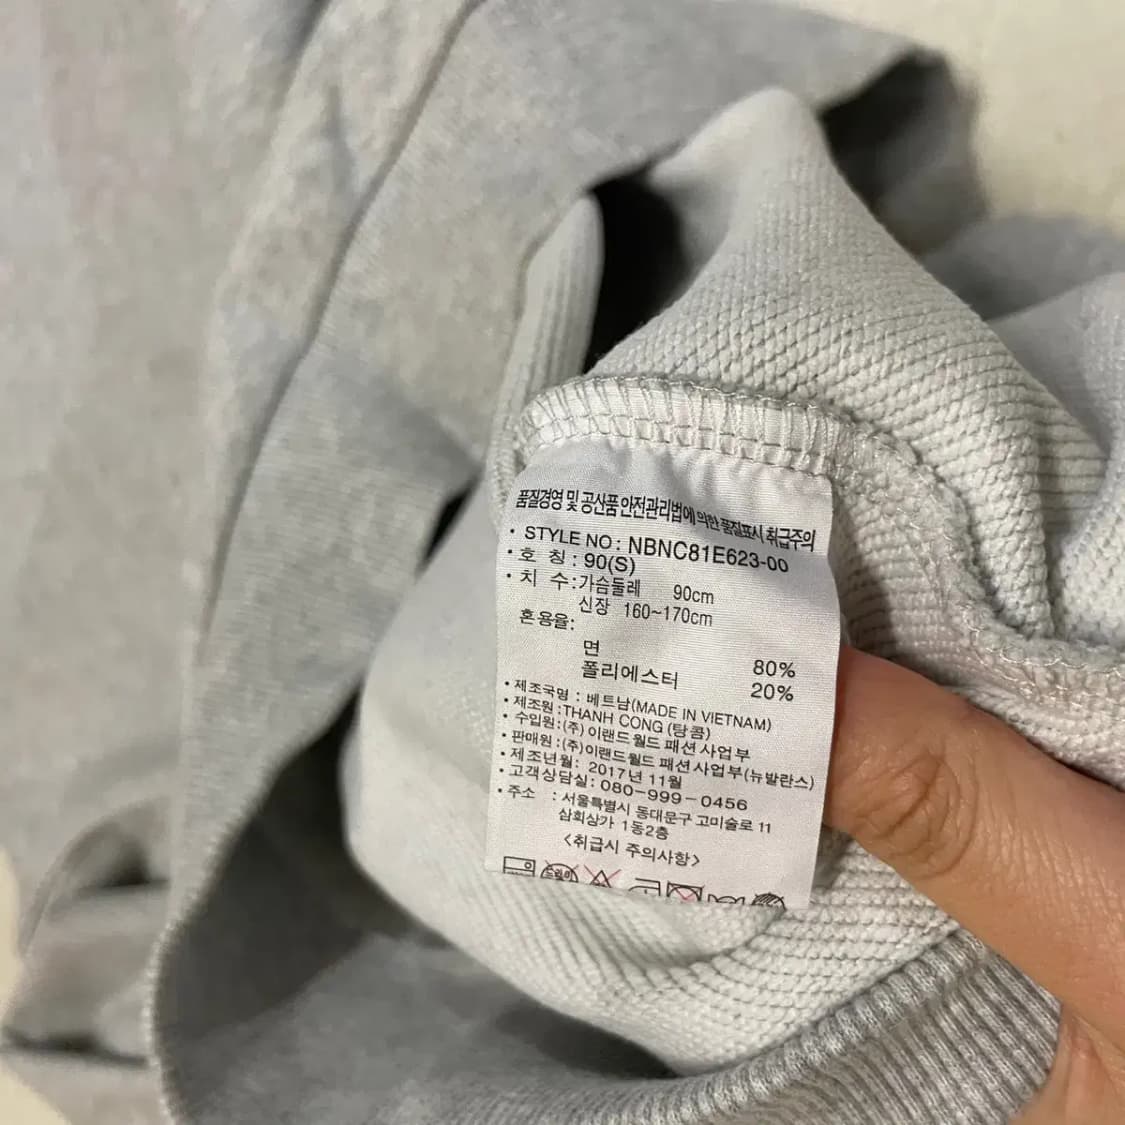 품질경영 및 공산품 안전관리법에 의한 품질표시 취급주의
· STYLE NO : NBNC81E623-00
· 호 칭 : 90(S)
· 치 수 : 가슴둘레 90cm
신장 160~170cm
혼용율:
면 80%
폴리에스터 20%
· 제조국명 : 베트남(MADE IN VIETNAM)
· 제조원 : THANH CONG (탕콤)
· 수입원 : (주) 이랜드월드 패션사업부
· 판매원 : (주)이랜드월드 패션사업부(뉴발란스)
· 제조년월: 2017년 11월
· 고객상담실: 080-999-0456
· 주소 : 서울특별시 동대문구 고미술로 11
삼희상가 1동2층
<취급시 주의사항>